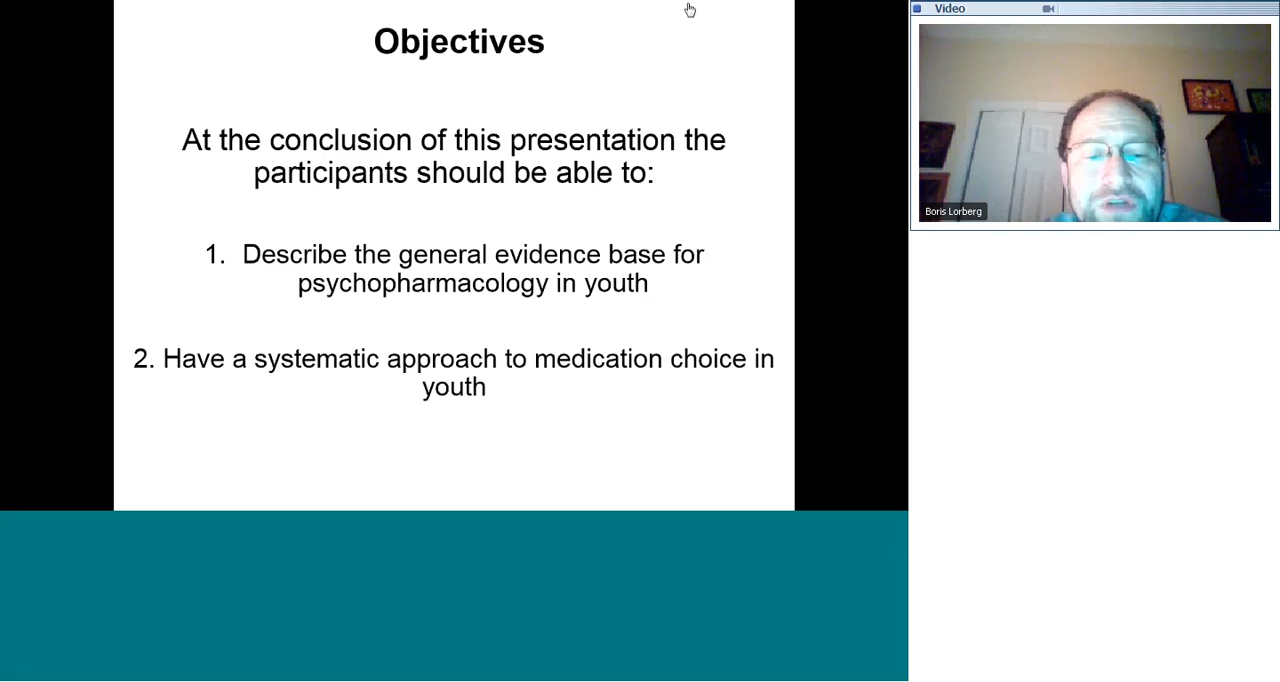 Objectives
At the conclusion of this presentation the
participants should be able to:
1. Describe the general evidence base for
psychopharmacology in youth
2. Have a systematic approach to medication choice in
youth
Video
Boris Lorberg